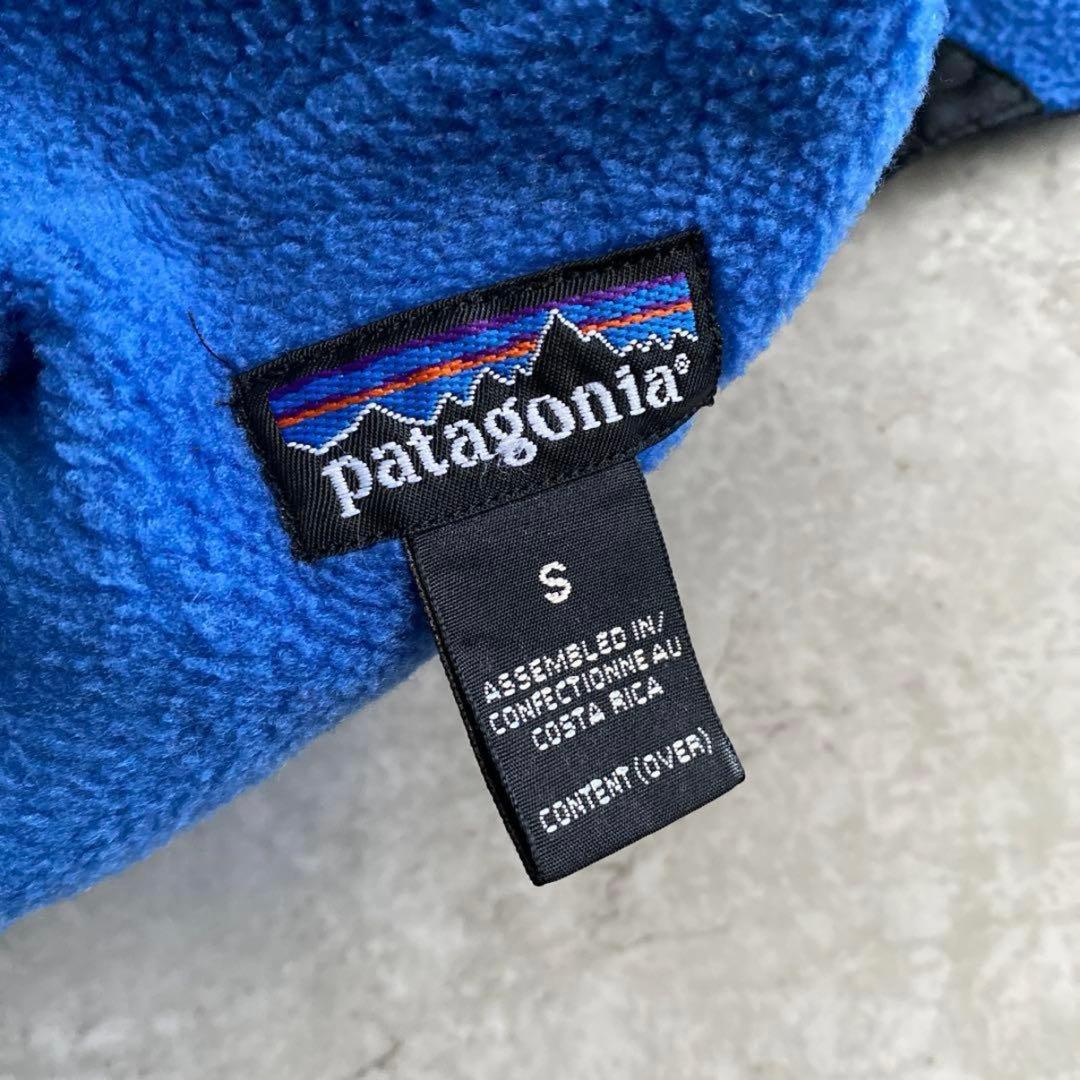 patagonia®
S
ASSEMBLED IN/
CONFECTIONNE AU
COSTA RICA
CONTENT (OVER)